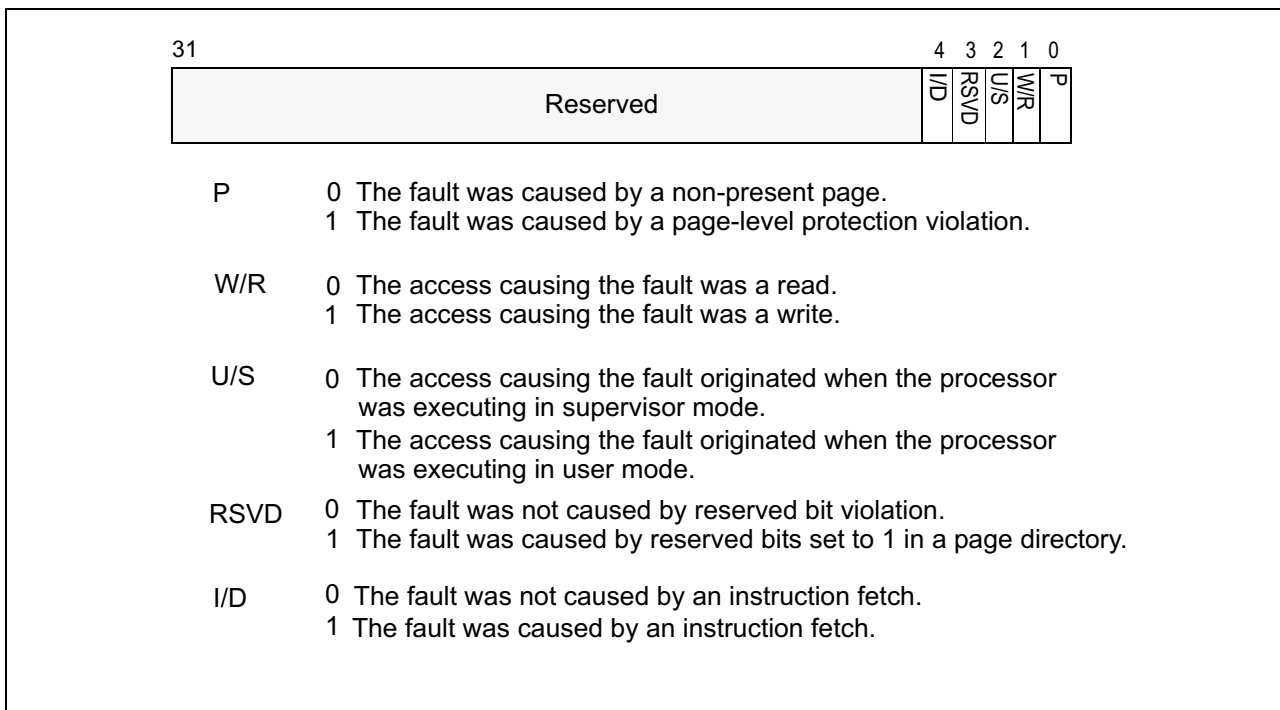 31 4 3 2 1 0
Reserved I/D RSVD U/S W/R P
P 0 The fault was caused by a non-present page.
1 The fault was caused by a page-level protection violation.
W/R 0 The access causing the fault was a read.
1 The access causing the fault was a write.
U/S 0 The access causing the fault originated when the processor
was executing in supervisor mode.
1 The access causing the fault originated when the processor
was executing in user mode.
RSVD 0 The fault was not caused by reserved bit violation.
1 The fault was caused by reserved bits set to 1 in a page directory.
I/D 0 The fault was not caused by an instruction fetch.
1 The fault was caused by an instruction fetch.